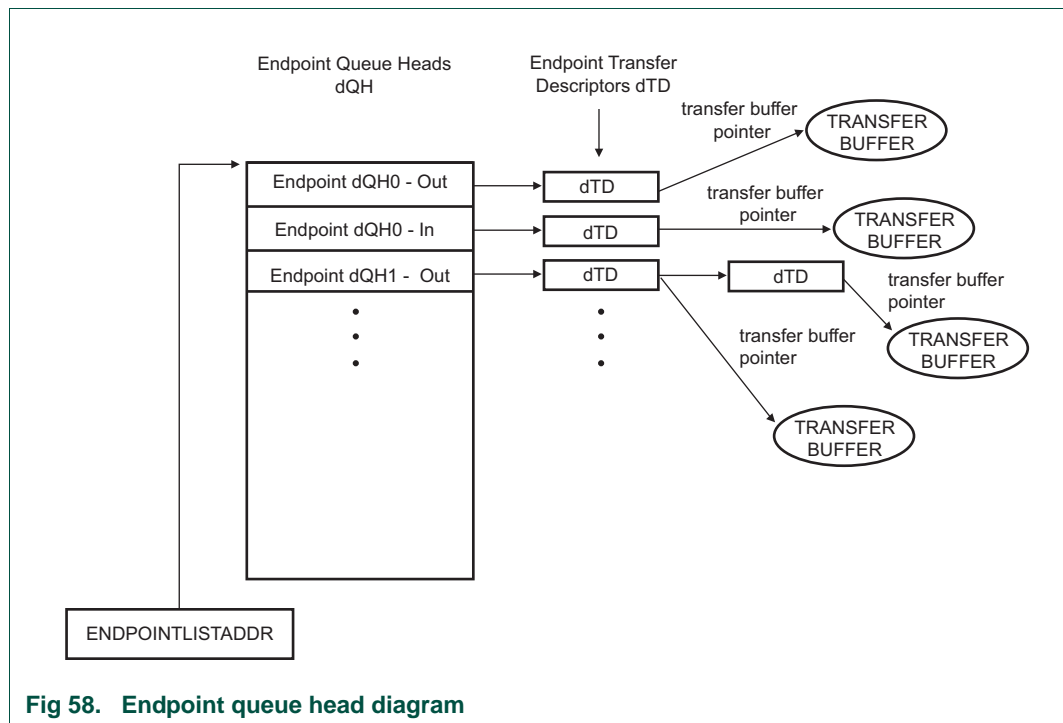 Endpoint Queue Heads
dQH
Endpoint Transfer
Descriptors dTD
transfer buffer
pointer
TRANSFER
BUFFER
Endpoint dQH0 - Out
dTD
transfer buffer
pointer
TRANSFER
BUFFER
Endpoint dQH0 - In
dTD
Endpoint dQH1 - Out
dTD
dTD
transfer buffer
pointer
TRANSFER
BUFFER
transfer buffer
pointer
TRANSFER
BUFFER
ENDPOINTLISTADDR
Fig 58. Endpoint queue head diagram